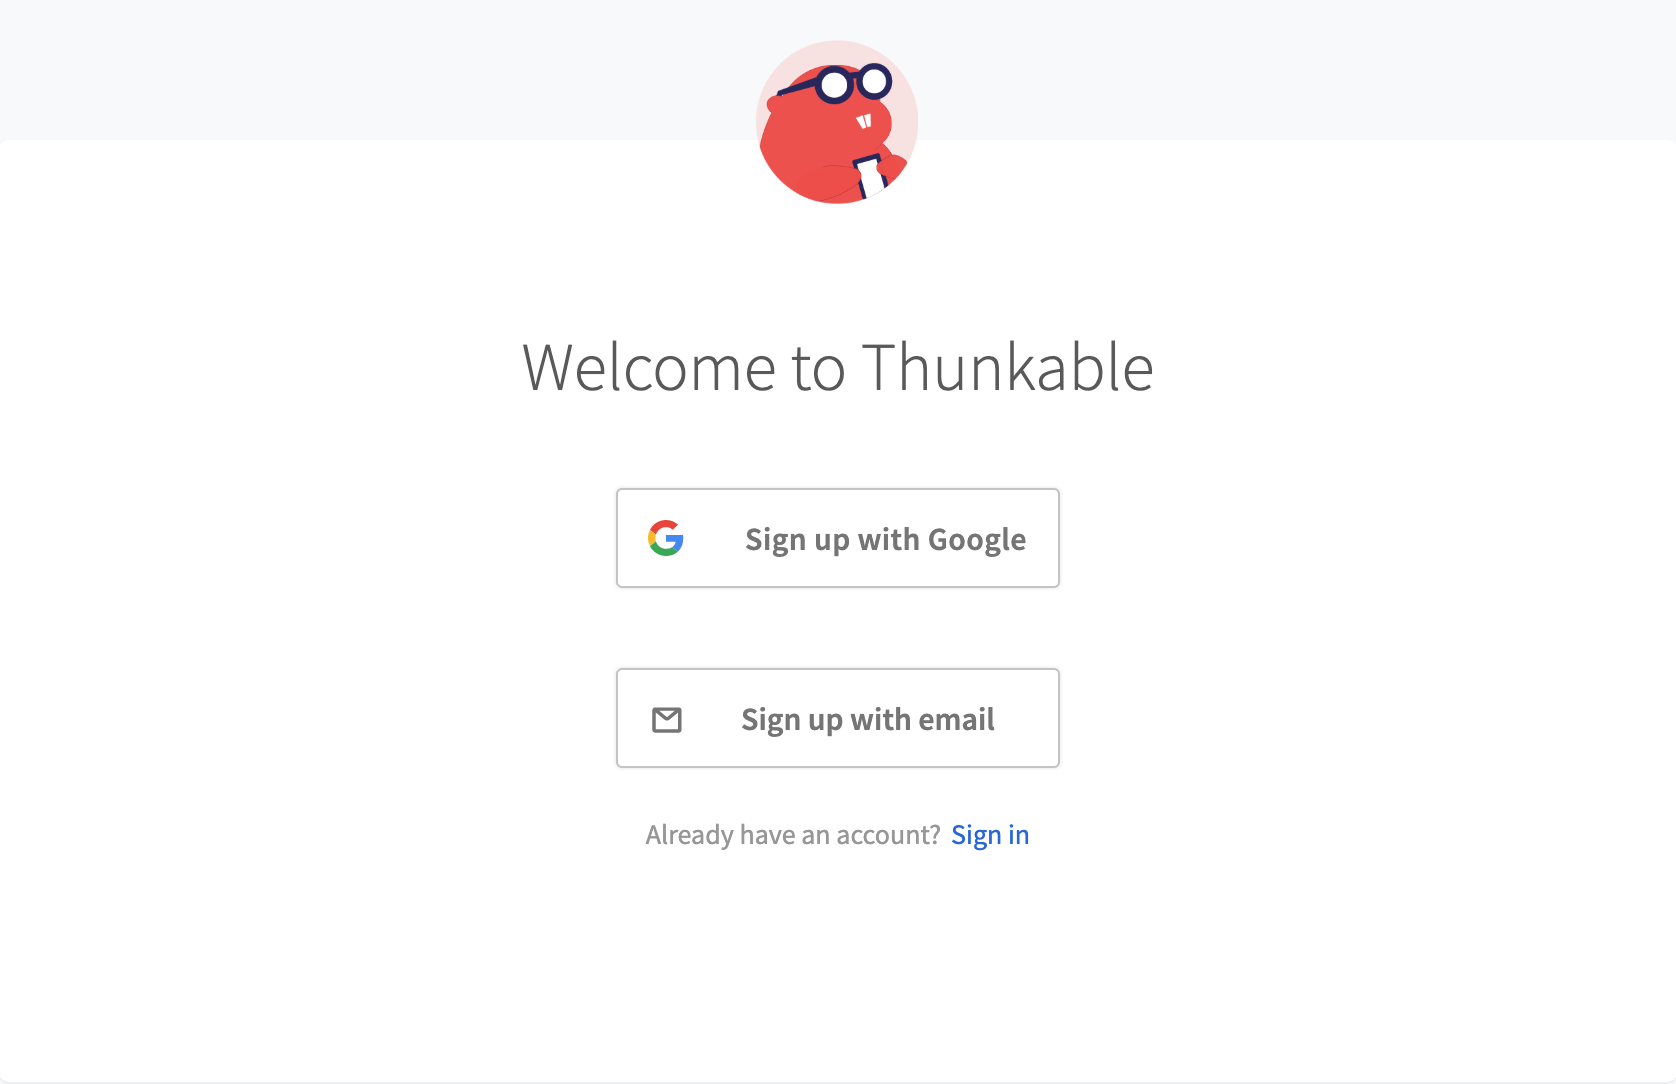 Welcome to Thunkable
Sign up with Google
Sign up with email
Already have an account? Sign in